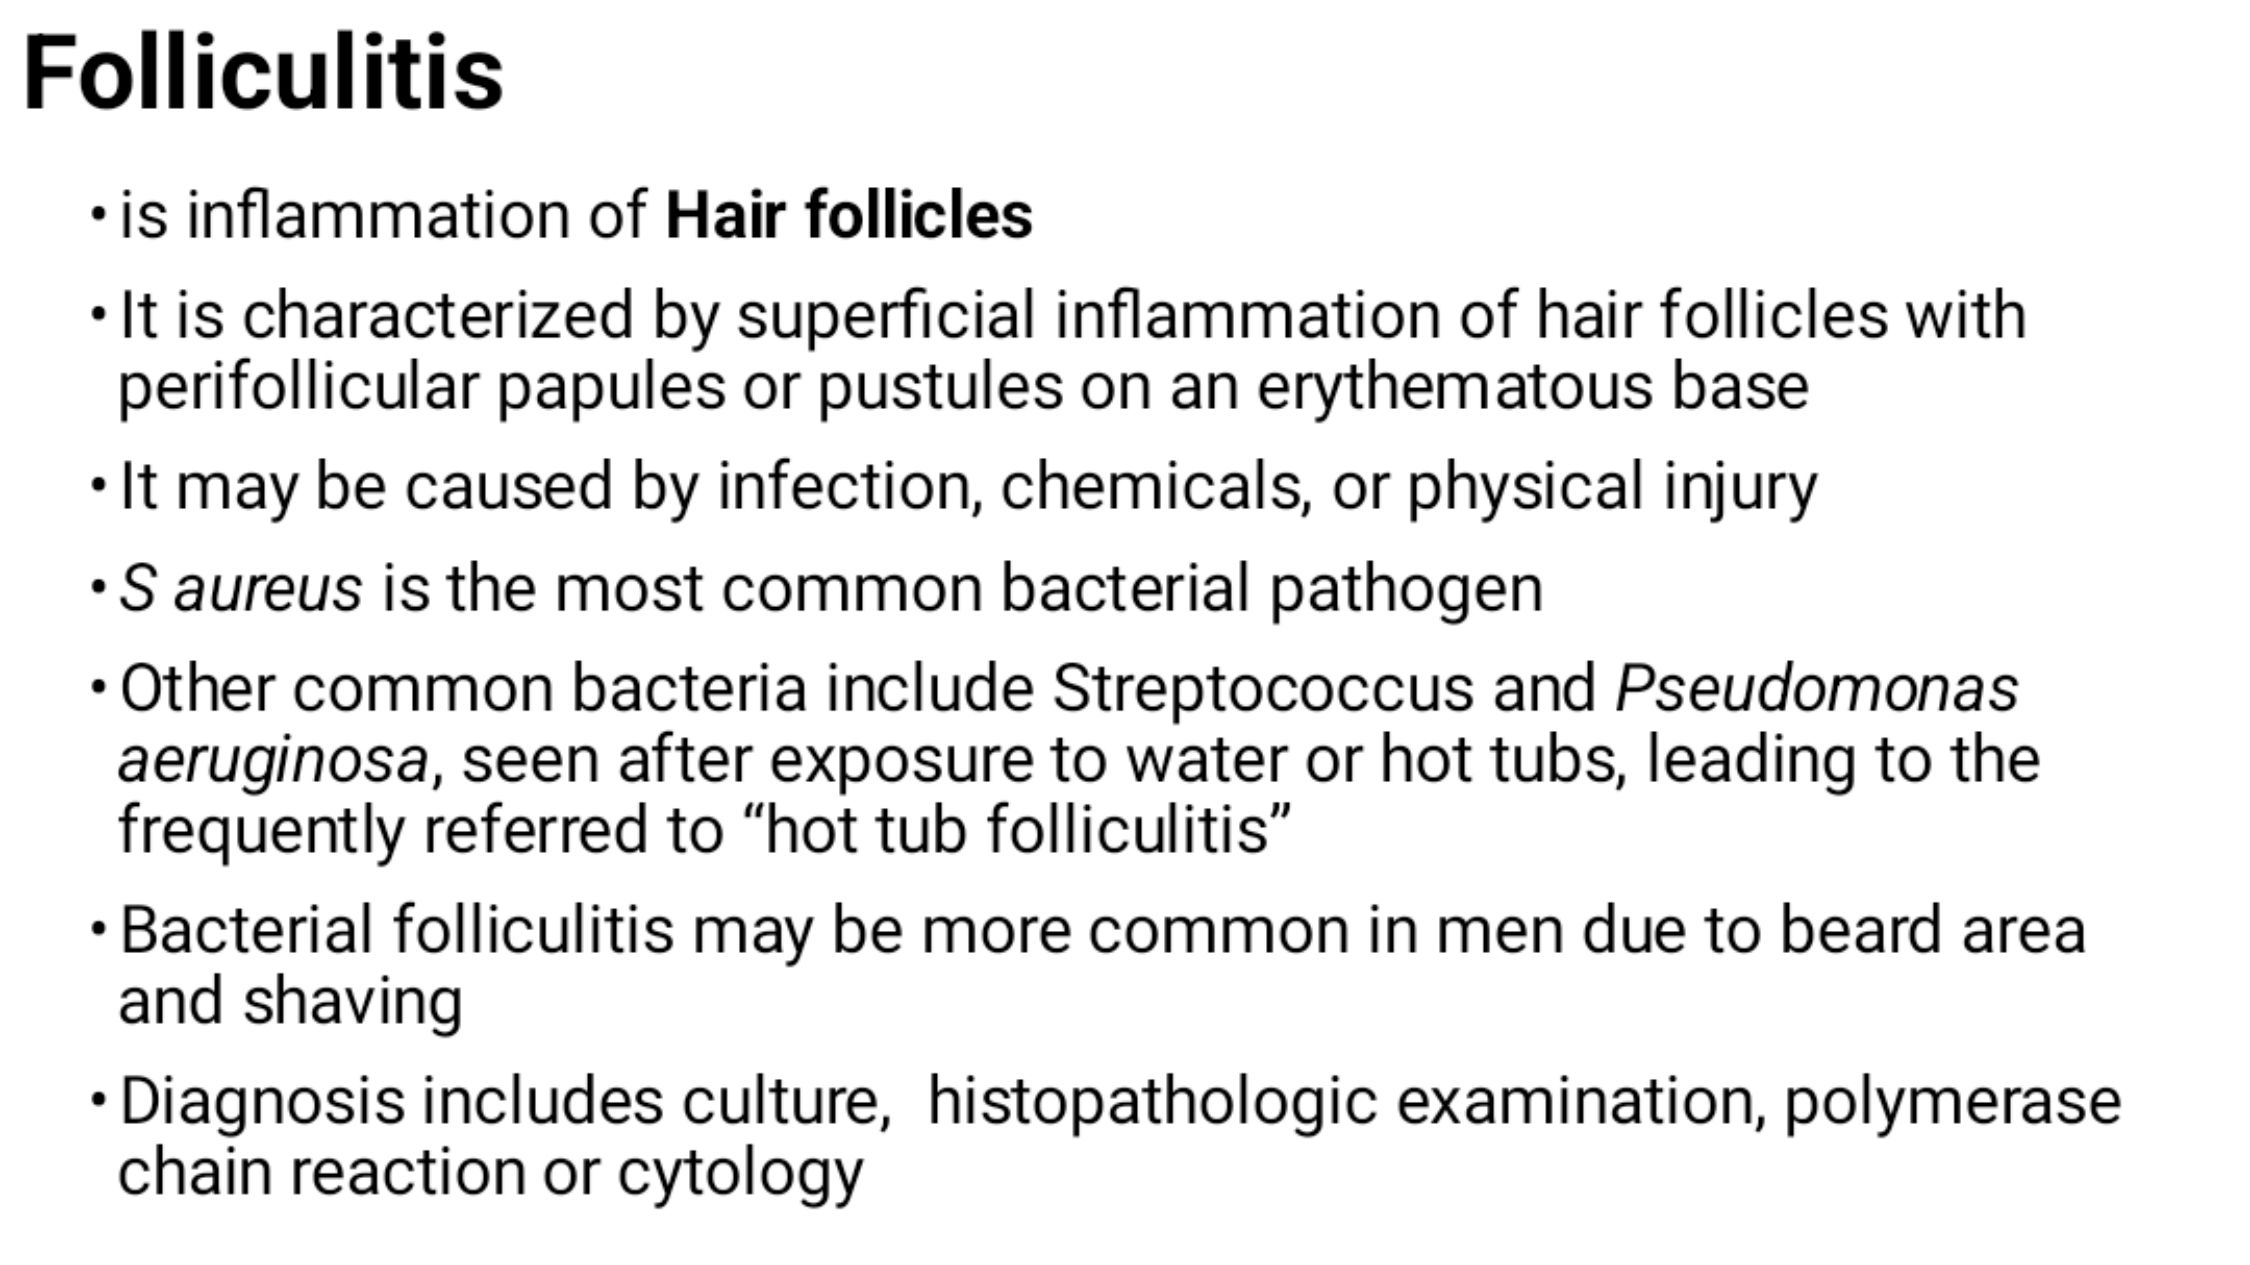 Folliculitis
• is inflammation of Hair follicles
• It is characterized by superficial inflammation of hair follicles with
perifollicular papules or pustules on an erythematous base
• It may be caused by infection, chemicals, or physical injury
• S aureus is the most common bacterial pathogen
• Other common bacteria include Streptococcus and Pseudomonas
aeruginosa, seen after exposure to water or hot tubs, leading to the
frequently referred to “hot tub folliculitis”
• Bacterial folliculitis may be more common in men due to beard area
and shaving
• Diagnosis includes culture,  histopathologic examination, polymerase
chain reaction or cytology